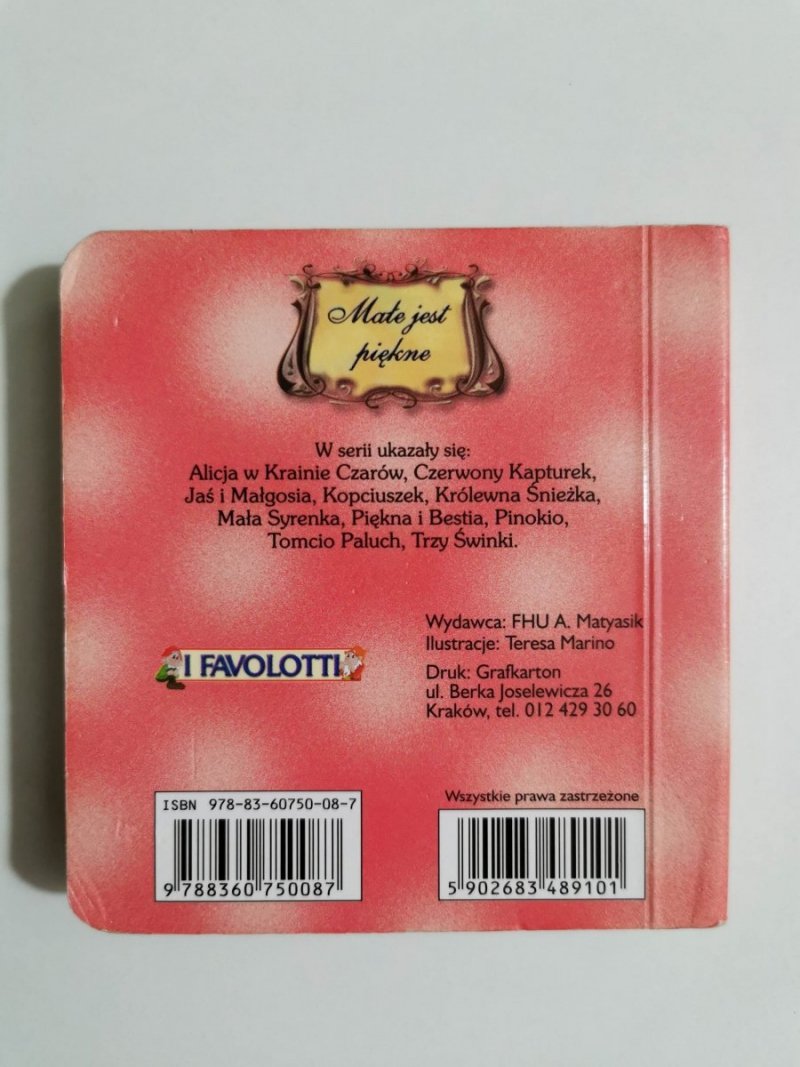 Małe jest
piękne
W serii ukazały się:
Alicja w Krainie Czarów, Czerwony Kapturek,
Jaś i Małgosia, Kopciuszek, Królewna Śnieżka,
Mała Syrenka, Piękna i Bestia, Pinokio,
Tomcio Paluch, Trzy Świnki.
Wydawca: FHU A. Matyasik
Ilustracje: Teresa Marino
I FAVOLOTTI
Druk: Grafkarton
ul. Berka Joselewicza 26
Kraków, tel. 012 429 30 60
Wszystkie prawa zastrzeżone
ISBN 978-83-60750-08-7
9 788360 750087
5 902683 489101